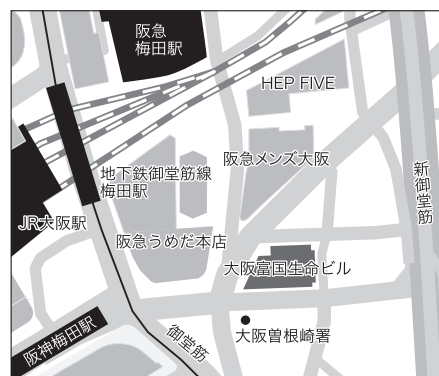 阪急
梅田駅
HEP FIVE
阪急メンズ大阪
地下鉄御堂筋線
梅田駅
新御堂筋
JR大阪駅
阪急うめだ本店
大阪富国生命ビル
阪神梅田駅
御堂筋
大阪曽根崎署